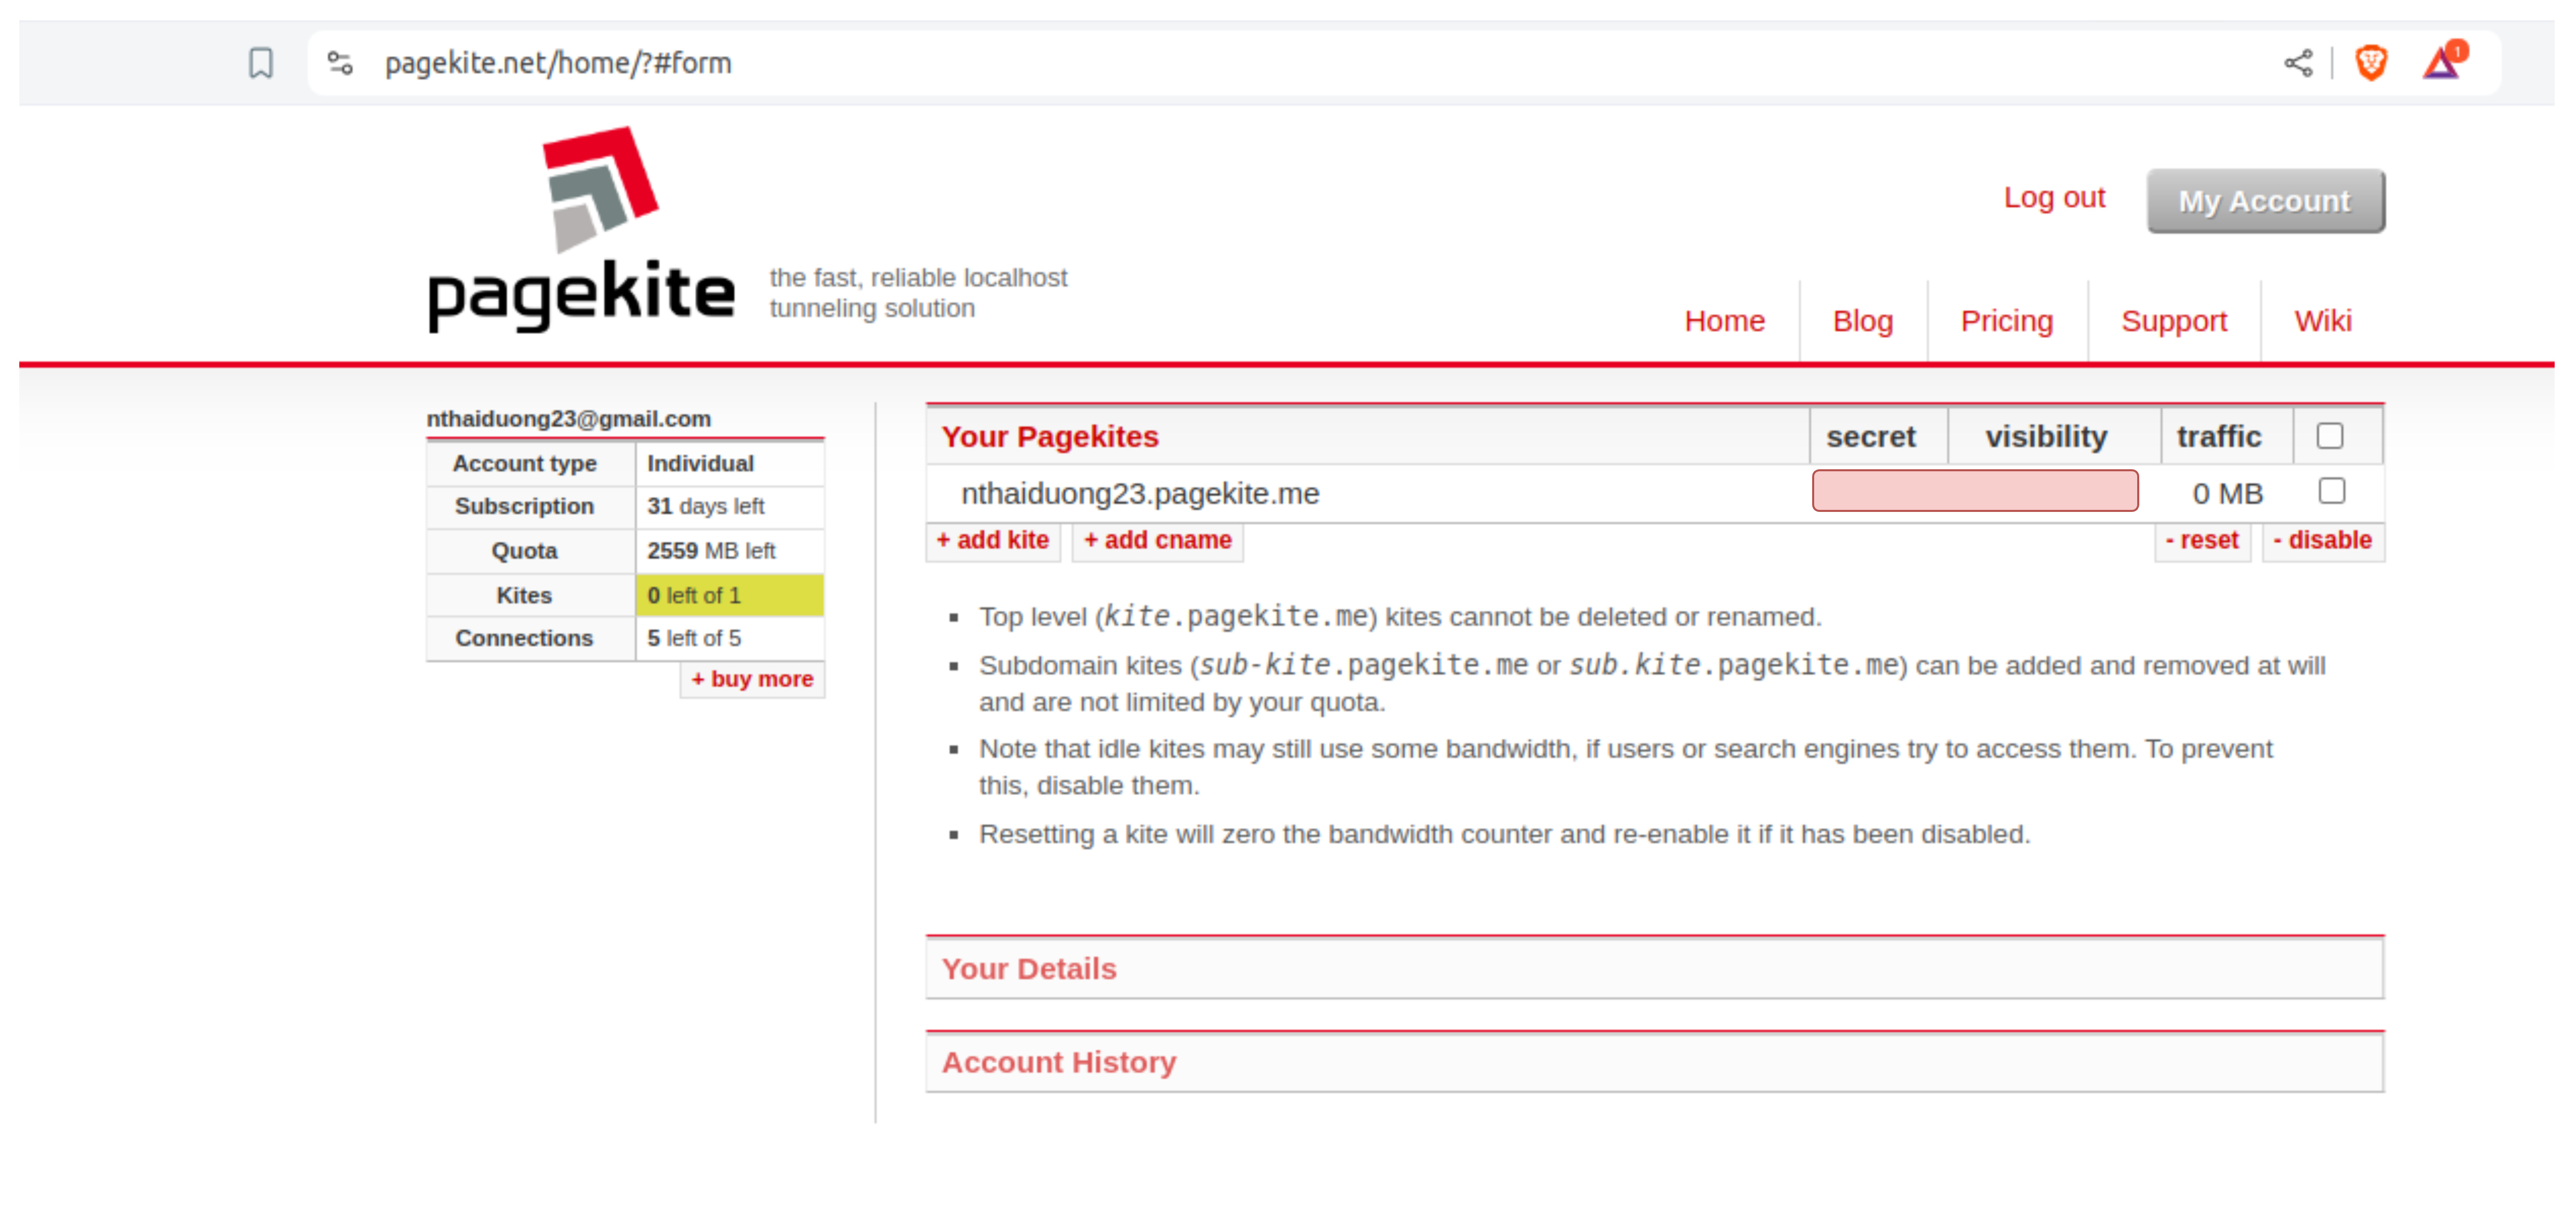 pagekite.net/home/?#form
1
Log out
My Account
pagekite
the fast, reliable localhost
tunneling solution
Home
Blog
Pricing
Support
Wiki
nthaiduong23@gmail.com
Account type Individual
Subscription 31 days left
Quota 2559 MB left
Kites 0 left of 1
Connections 5 left of 5
+ buy more
Your Pagekites secret visibility traffic
nthaiduong23.pagekite.me 0 MB
+ add kite + add cname - reset - disable
▪ Top level (kite.pagekite.me) kites cannot be deleted or renamed.
▪ Subdomain kites (sub-kite.pagekite.me or sub.kite.pagekite.me) can be added and removed at will
and are not limited by your quota.
▪ Note that idle kites may still use some bandwidth, if users or search engines try to access them. To prevent
this, disable them.
▪ Resetting a kite will zero the bandwidth counter and re-enable it if it has been disabled.
Your Details
Account History